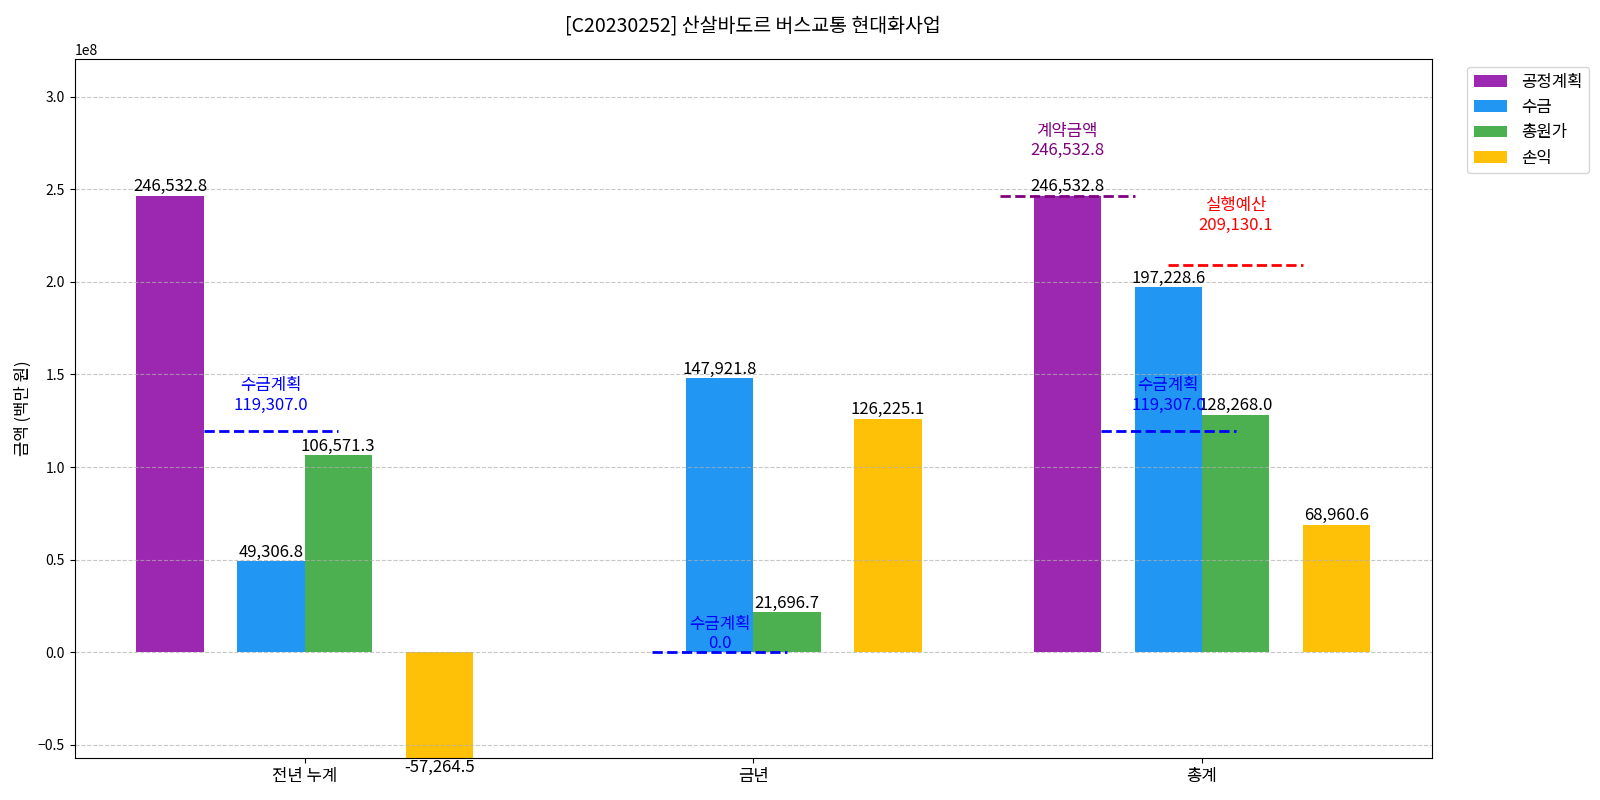 [C20230252] 산살바도르 버스교통 현대화사업
1e8
3.0
2.5
2.0
1.5
1.0
0.5
0.0
−0.5
금액 (백만 원)
246,532.8
수금계획
119,307.0
106,571.3
49,306.8
-57,264.5
147,921.8
126,225.1
21,696.7
수금계획
0.0
계약금액
246,532.8
246,532.8
실행예산
209,130.1
197,228.6
수금계획
119,307.0
128,268.0
68,960.6
전년 누계
금년
총계
공정계획
수금
총원가
손익